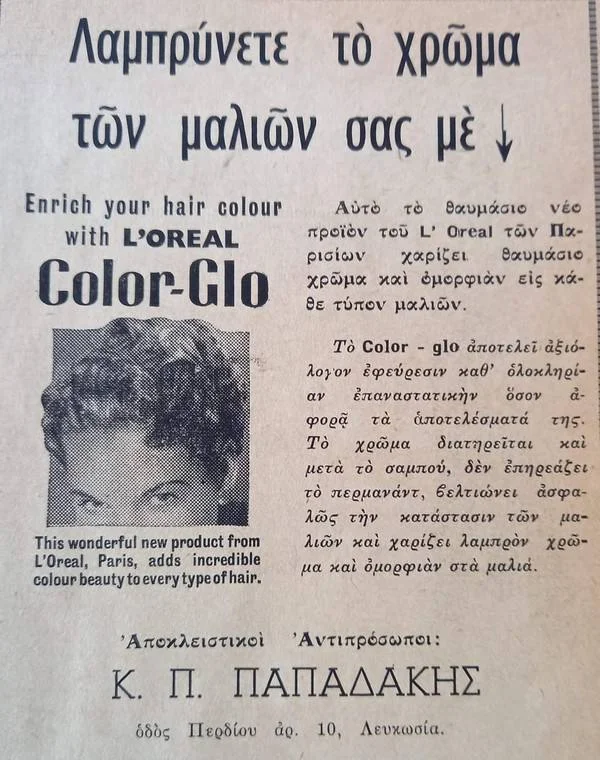 Λαμπρύνετε τὸ χρῶμα
τῶν μαλιῶν σας μὲ
Enrich your hair colour
with L'OREAL
Color-Glo
This wonderful new product from
L'Oreal, Paris, adds incredible
colour beauty to every type of hair.
Αὐτὸ τὸ θαυμάσιο νέο
προϊὸν τοῦ L' Oreal τῶν Πα-
ρισίων χαρίζει θαυμάσιο
χρῶμα καὶ ὀμορφιὰν εἰς κά-
θε τύπον μαλιῶν.
Τὸ Color - glo ἀποτελεῖ ἀξιό-
λογον ἐφεύρεσιν καθ' ὁλοκληρί-
αν ἐπαναστατικὴν ὅσον ἀ-
φορᾷ τὰ ἀποτελέσματά της.
Τὸ χρῶμα διατηρεῖται καὶ
μετὰ τὸ σαμπού, δὲν ἐπηρεάζει
τὸ περμανάντ, βελτιώνει ἀσφα-
λῶς τὴν κατάστασιν τῶν μα-
λιῶν καὶ χαρίζει λαμπρὸν χρῶ-
μα καὶ ὀμορφιὰν στὰ μαλιά.
Ἀποκλειστικοὶ Ἀντιπρόσωποι:
Κ. Π. ΠΑΠΑΔΑΚΗΣ
ὁδὸς Περδίου ἀρ. 10, Λευκωσία.